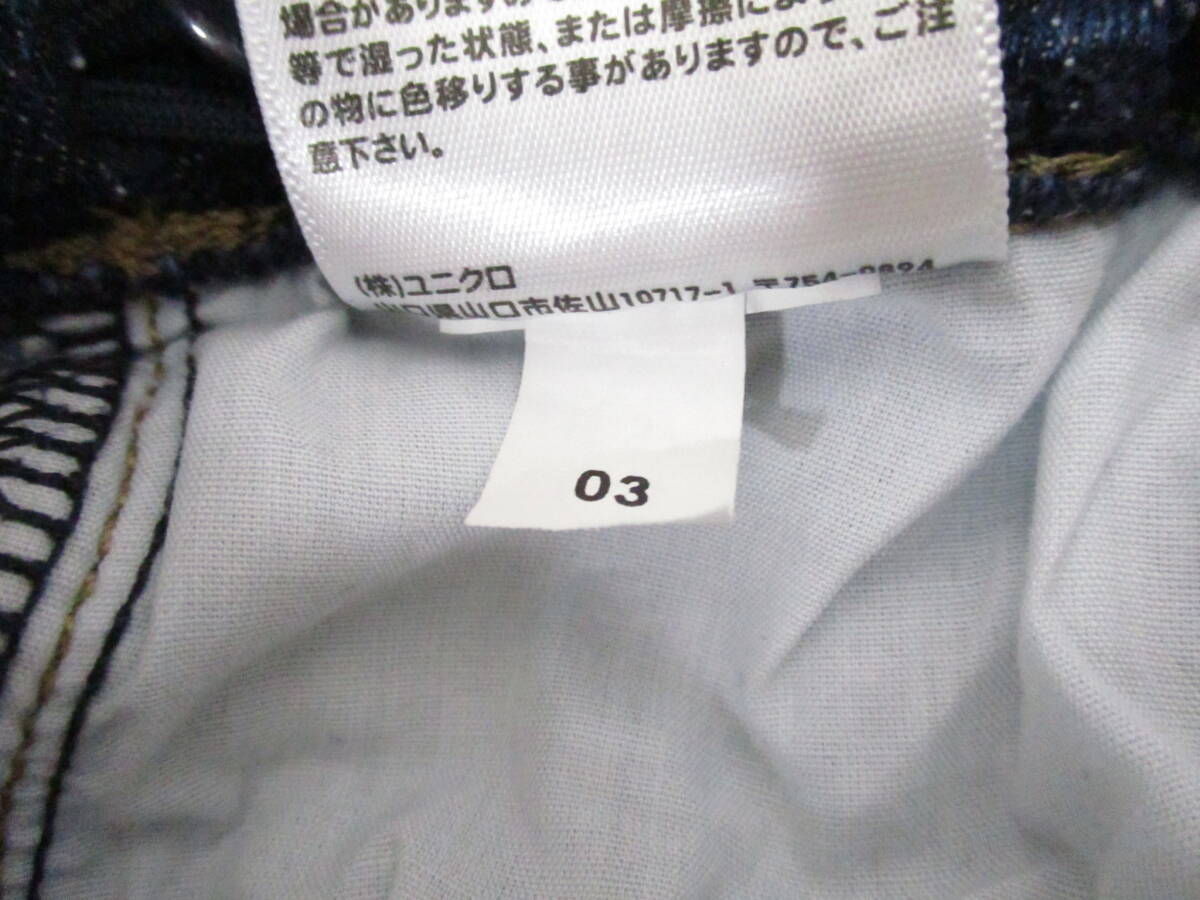 場合がありますので
等で湿った状態、または摩擦により
の物に色移りする事がありますので、ご注
意下さい。
(株)ユニクロ
山口県山口市佐山10717-1 〒754-0894
03